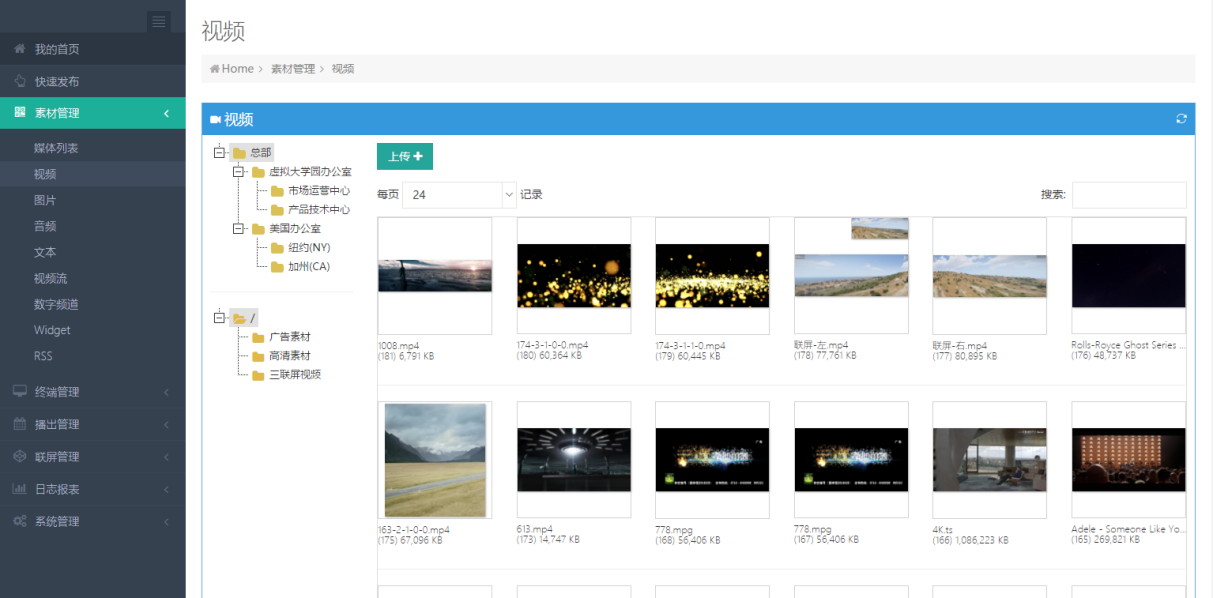 视频
Home > 素材管理 > 视频
我的首页
快速发布
素材管理
媒体列表
视频
图片
音频
文本
视频流
数字频道
Widget
RSS
终端管理
播出管理
联屏管理
日志报表
系统管理
视频
总部
虚拟大学园办公室
市场运营中心
产品技术中心
美国办公室
纽约(NY)
加州(CA)
/
广告素材
高清素材
三联屏视频
上传
每页 24 记录
搜索:
1008.mp4
(181) 6,791 KB
174-3-1-0-0.mp4
(180) 60,364 KB
174-3-1-1-0.mp4
(179) 60,445 KB
联屏-左.mp4
(178) 77,761 KB
联屏-右.mp4
(177) 80,895 KB
Rolls-Royce Ghost Series ...
(176) 48,737 KB
163-2-1-0-0.mp4
(175) 67,096 KB
613.mp4
(173) 14,747 KB
778.mpg
(168) 56,406 KB
778.mpg
(167) 56,406 KB
4K.ts
(166) 1,086,223 KB
Adele - Someone Like Yo...
(165) 269,821 KB